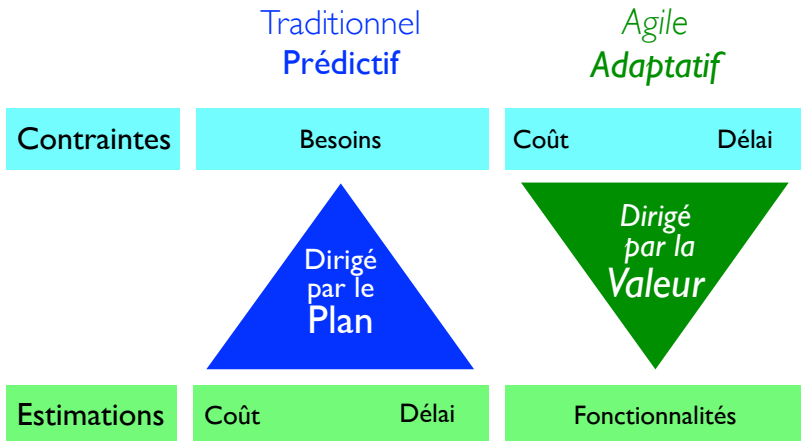 Traditionnel
Prédictif
Agile
Adaptatif
Contraintes
Besoins
Coût
Délai
Dirigé
par le
Plan
Dirigé
par la
Valeur
Estimations
Coût
Délai
Fonctionnalités